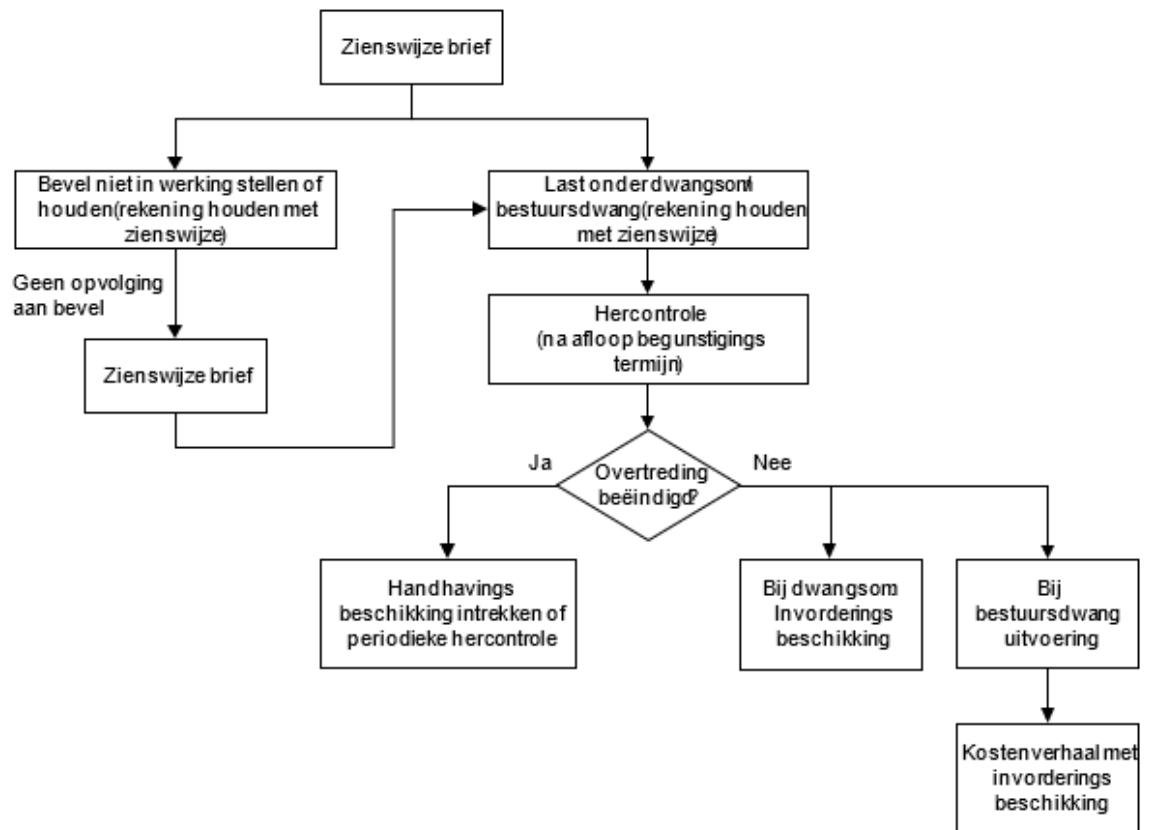 Zienswijze brief
Bevel niet in werking stellen of
houden(rekening houden met
zienswijze)
Last onder dwangsom/
bestuursdwang(rekening houden
met zienswijze)
Geen opvolging
aan bevel
Zienswijze brief
Hercontrole
(na afloop begunstigings
termijn)
Ja
Overtreding
beëindigd?
Nee
Handhavings
beschikking intrekken of
periodieke hercontrole
Bij dwangsom:
Invorderings
beschikking
Bij
bestuursdwang
uitvoering
Kostenverhaal met
invorderings
beschikking